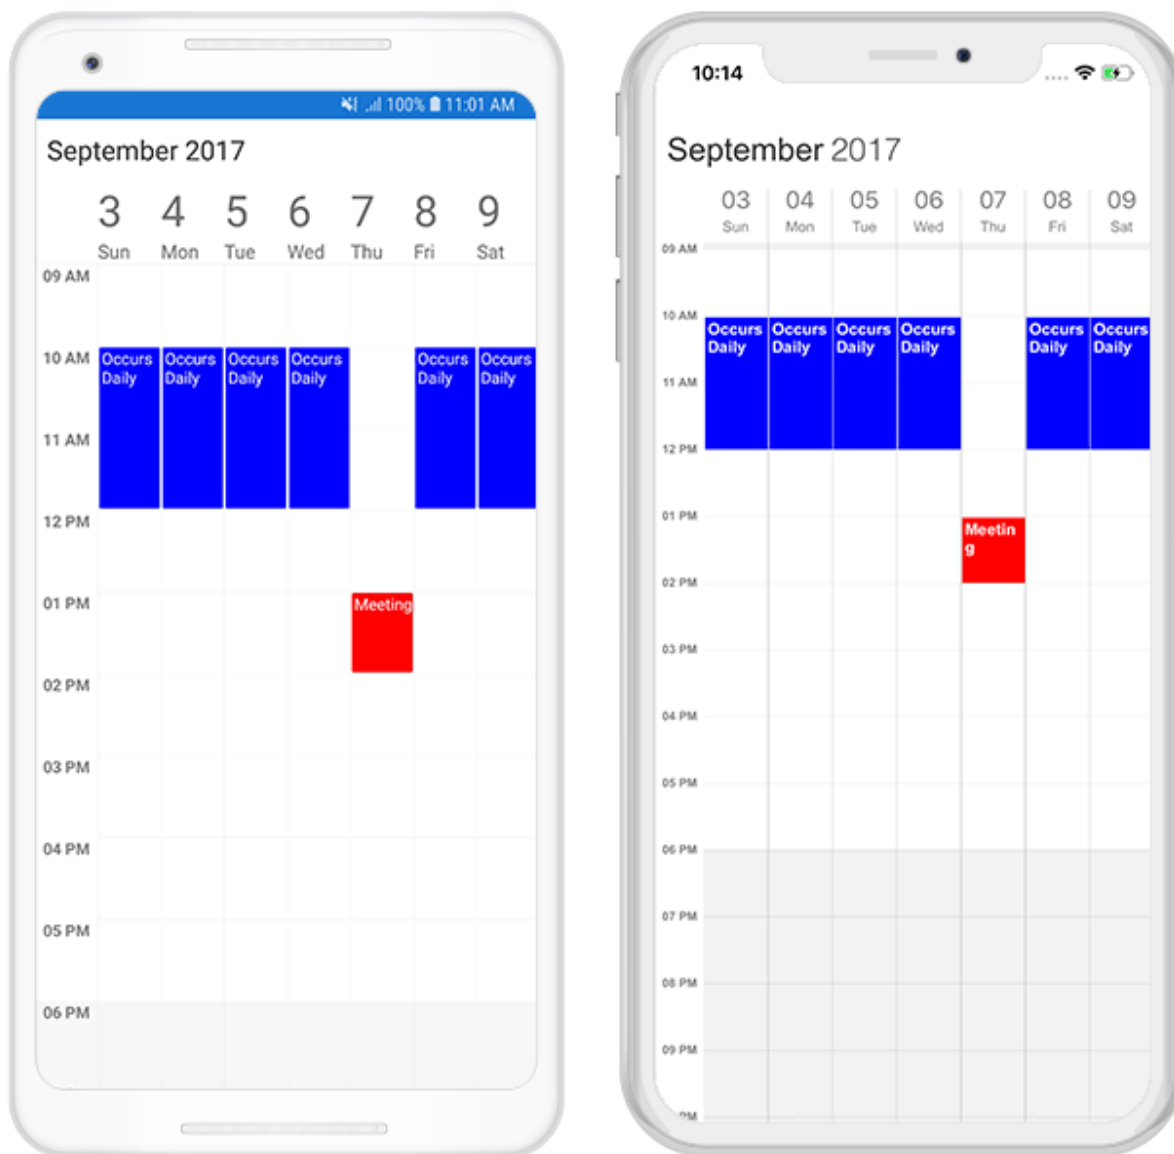 100% 11:01 AM
September 2017
3 4 5 6 7 8 9
Sun Mon Tue Wed Thu Fri Sat
09 AM
10 AM
Occurs Occurs Occurs Occurs Occurs Occurs
Daily Daily Daily Daily Daily Daily
11 AM
12 PM
01 PM
Meeting
02 PM
03 PM
04 PM
05 PM
06 PM
10:14
September 2017
03 04 05 06 07 08 09
Sun Mon Tue Wed Thu Fri Sat
09 AM
10 AM
Occurs Occurs Occurs Occurs Occurs Occurs
Daily Daily Daily Daily Daily Daily
11 AM
12 PM
01 PM
Meetin
g
02 PM
03 PM
04 PM
05 PM
06 PM
07 PM
08 PM
09 PM